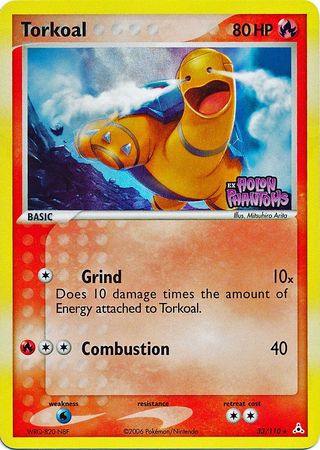 Torkoal 80 HP
EX HOLON
PHANTOMS
BASIC Illus. Mitsuhiro Arita
Grind 10x
Does 10 damage times the amount of
Energy attached to Torkoal.
Combustion 40
weakness resistance retreat cost
©2006 Pokémon/Nintendo 33/110